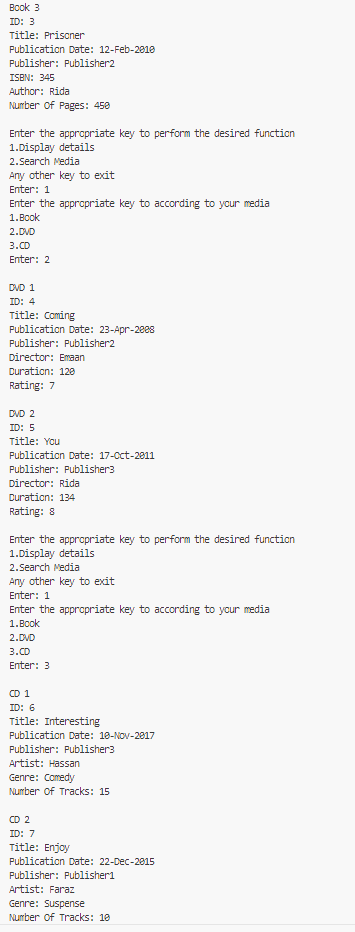 Book 3
ID: 3
Title: Prisoner
Publication Date: 12-Feb-2010
Publisher: Publisher2
ISBN: 345
Author: Rida
Number Of Pages: 450
Enter the appropriate key to perform the desired function
1.Display details
2.Search Media
Any other key to exit
Enter: 1
Enter the appropriate key to according to your media
1.Book
2.DVD
3.CD
Enter: 2
DVD 1
ID: 4
Title: Coming
Publication Date: 23-Apr-2008
Publisher: Publisher2
Director: Emaan
Duration: 120
Rating: 7
DVD 2
ID: 5
Title: You
Publication Date: 17-Oct-2011
Publisher: Publisher3
Director: Rida
Duration: 134
Rating: 8
Enter the appropriate key to perform the desired function
1.Display details
2.Search Media
Any other key to exit
Enter: 1
Enter the appropriate key to according to your media
1.Book
2.DVD
3.CD
Enter: 3
CD 1
ID: 6
Title: Interesting
Publication Date: 10-Nov-2017
Publisher: Publisher3
Artist: Hassan
Genre: Comedy
Number Of Tracks: 15
CD 2
ID: 7
Title: Enjoy
Publication Date: 22-Dec-2015
Publisher: Publisher1
Artist: Faraz
Genre: Suspense
Number Of Tracks: 10